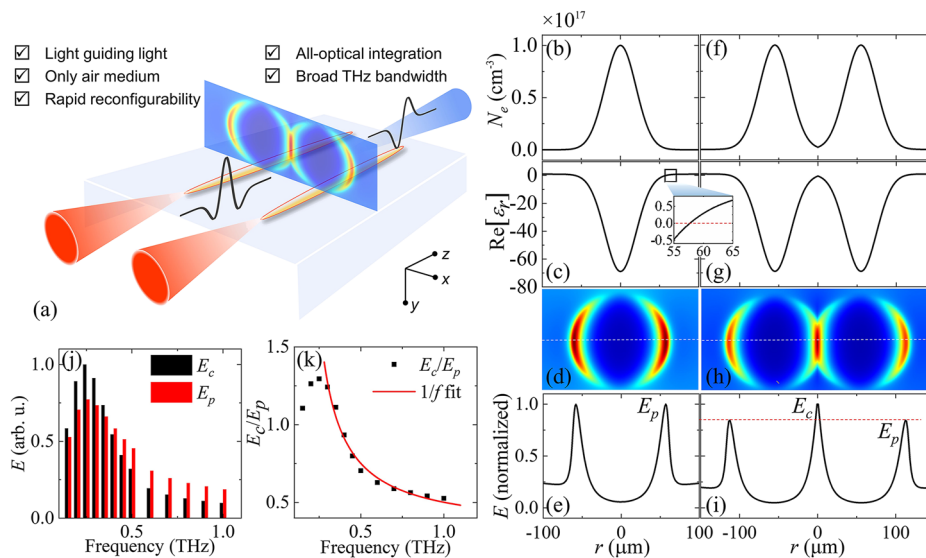 ☑ Light guiding light
☑ Only air medium
☑ Rapid reconfigurability
☑ All-optical integration
☑ Broad THz bandwidth
z
x
y
(a)
×10¹⁷
(b)
(f)
1.0
0.5
0.0
Nₑ (cm⁻³)
0
-20
-40
-60
-80
Re[εᵣ]
(c)
(g)
0.5
0.0
-0.5
55 60 65
(d)
(h)
Eₚ
E꜀
Eₚ
1.0
0.5
0.0
E (normalized)
(e)
(i)
-100 0 100
-100 0 100
r (μm)
r (μm)
(j)
E꜀
Eₚ
1.0
0.5
0.0
E (arb. u.)
0.5 1.0
Frequency (THz)
(k)
E꜀/Eₚ
1/f fit
1.5
1.0
0.5
E꜀/Eₚ
0.5 1.0
Frequency (THz)